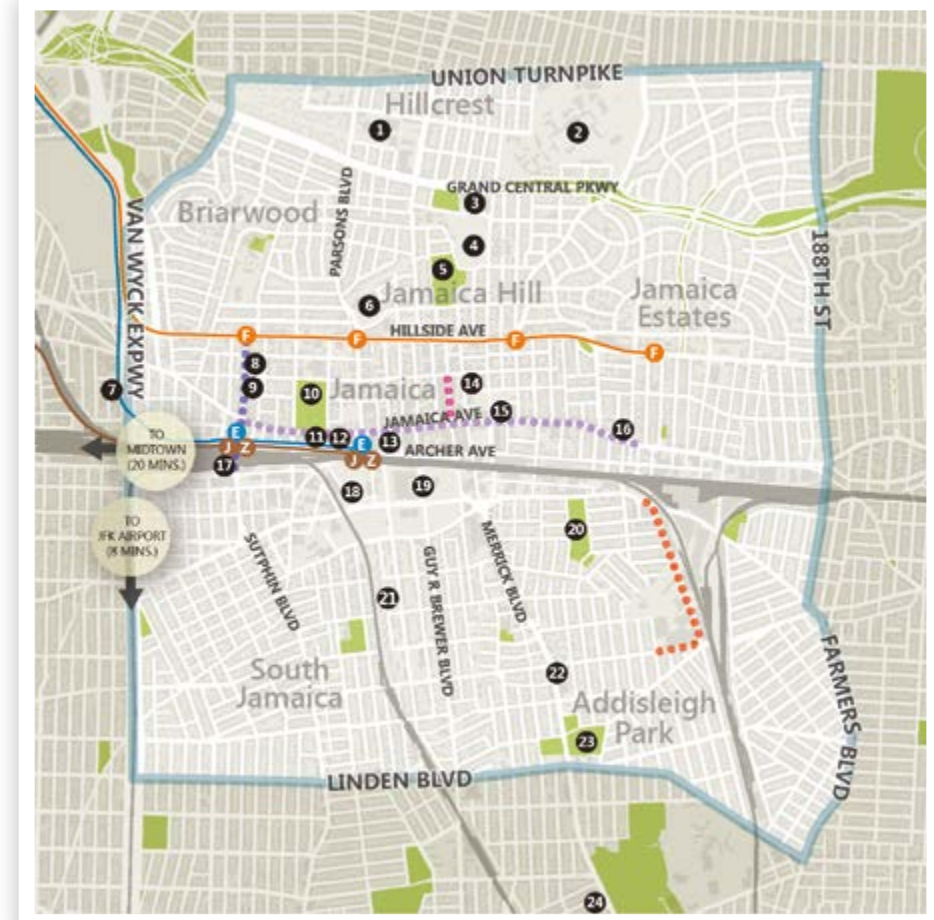 UNION TURNPIKE
Hillcrest
1
2
GRAND CENTRAL PKWY
3
PARSONS BLVD
Briarwood
VAN WYCK EXPWY
188TH ST
4
5
Jamaica Hill
Jamaica
Estates
6
HILLSIDE AVE
F
F
F
F
8
7
9
10
Jamaica
14
JAMAICA AVE
15
16
E
11
12
E
13
J Z
ARCHER AVE
J Z
TO
MIDTOWN
(20 MINS.)
17
18
19
TO
JFK AIRPORT
(8 MINS.)
20
SUTPHIN BLVD
GUY R BREWER BLVD
MERRICK BLVD
21
FARMERS BLVD
South
Jamaica
22
Addisleigh
Park
23
LINDEN BLVD
24